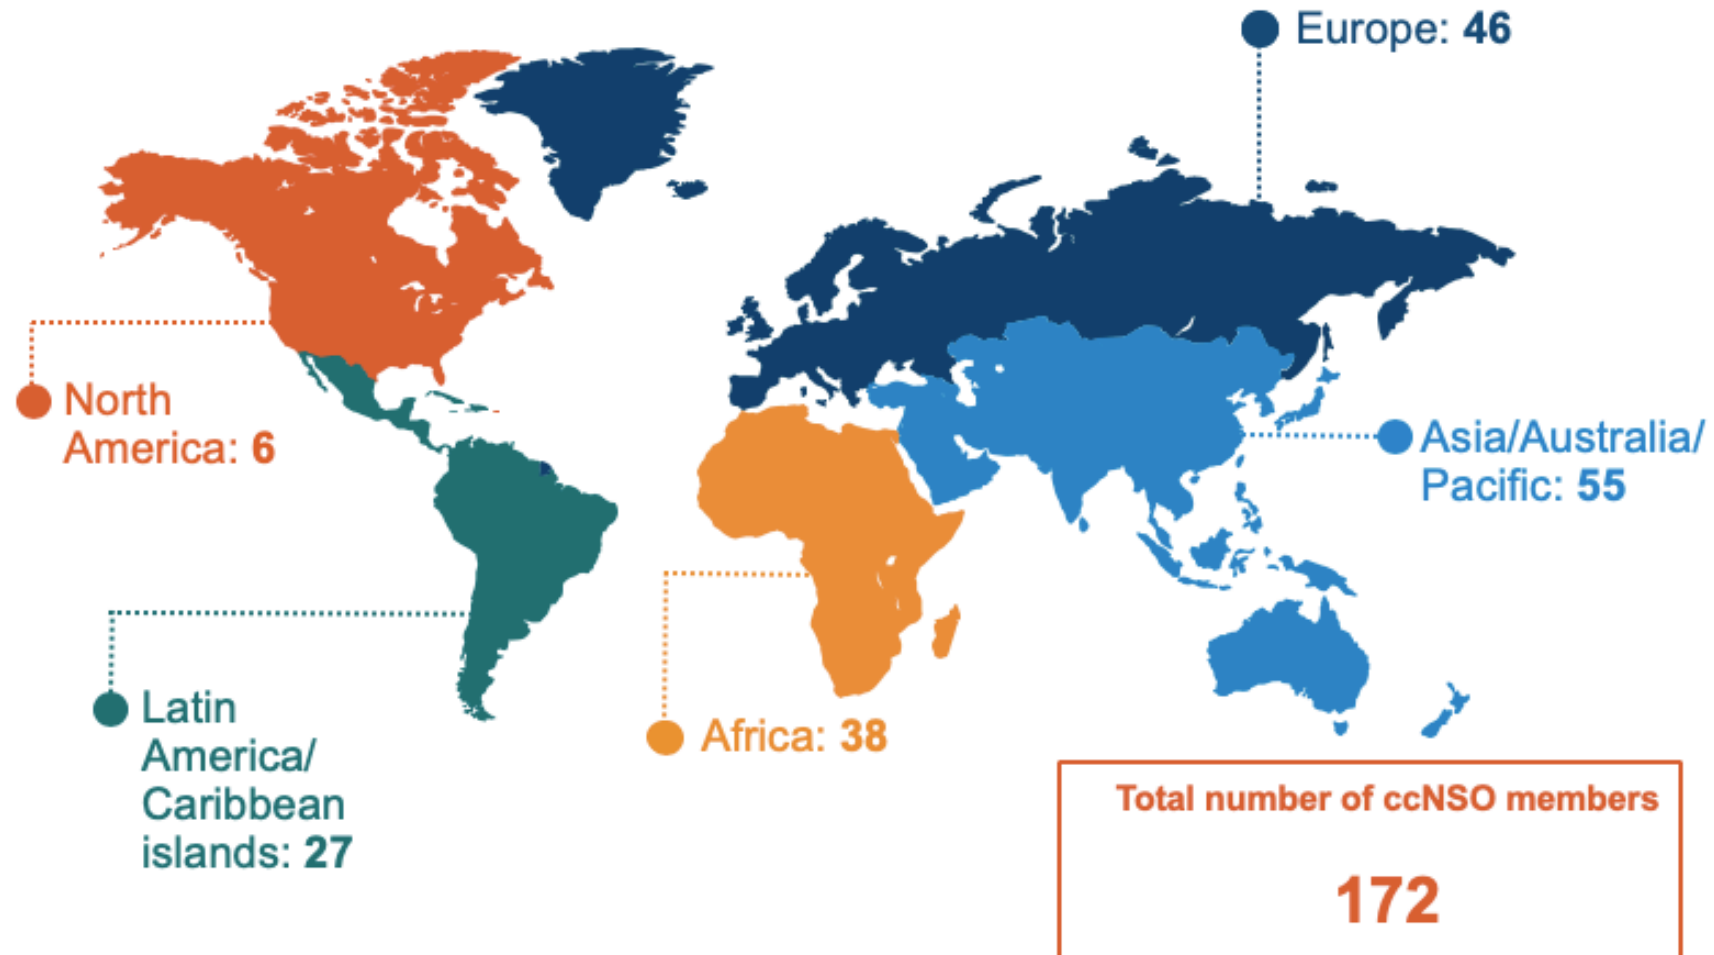 Europe: 46
North
America: 6
Asia/Australia/
Pacific: 55
Latin
America/
Caribbean
islands: 27
Africa: 38
Total number of ccNSO members
172